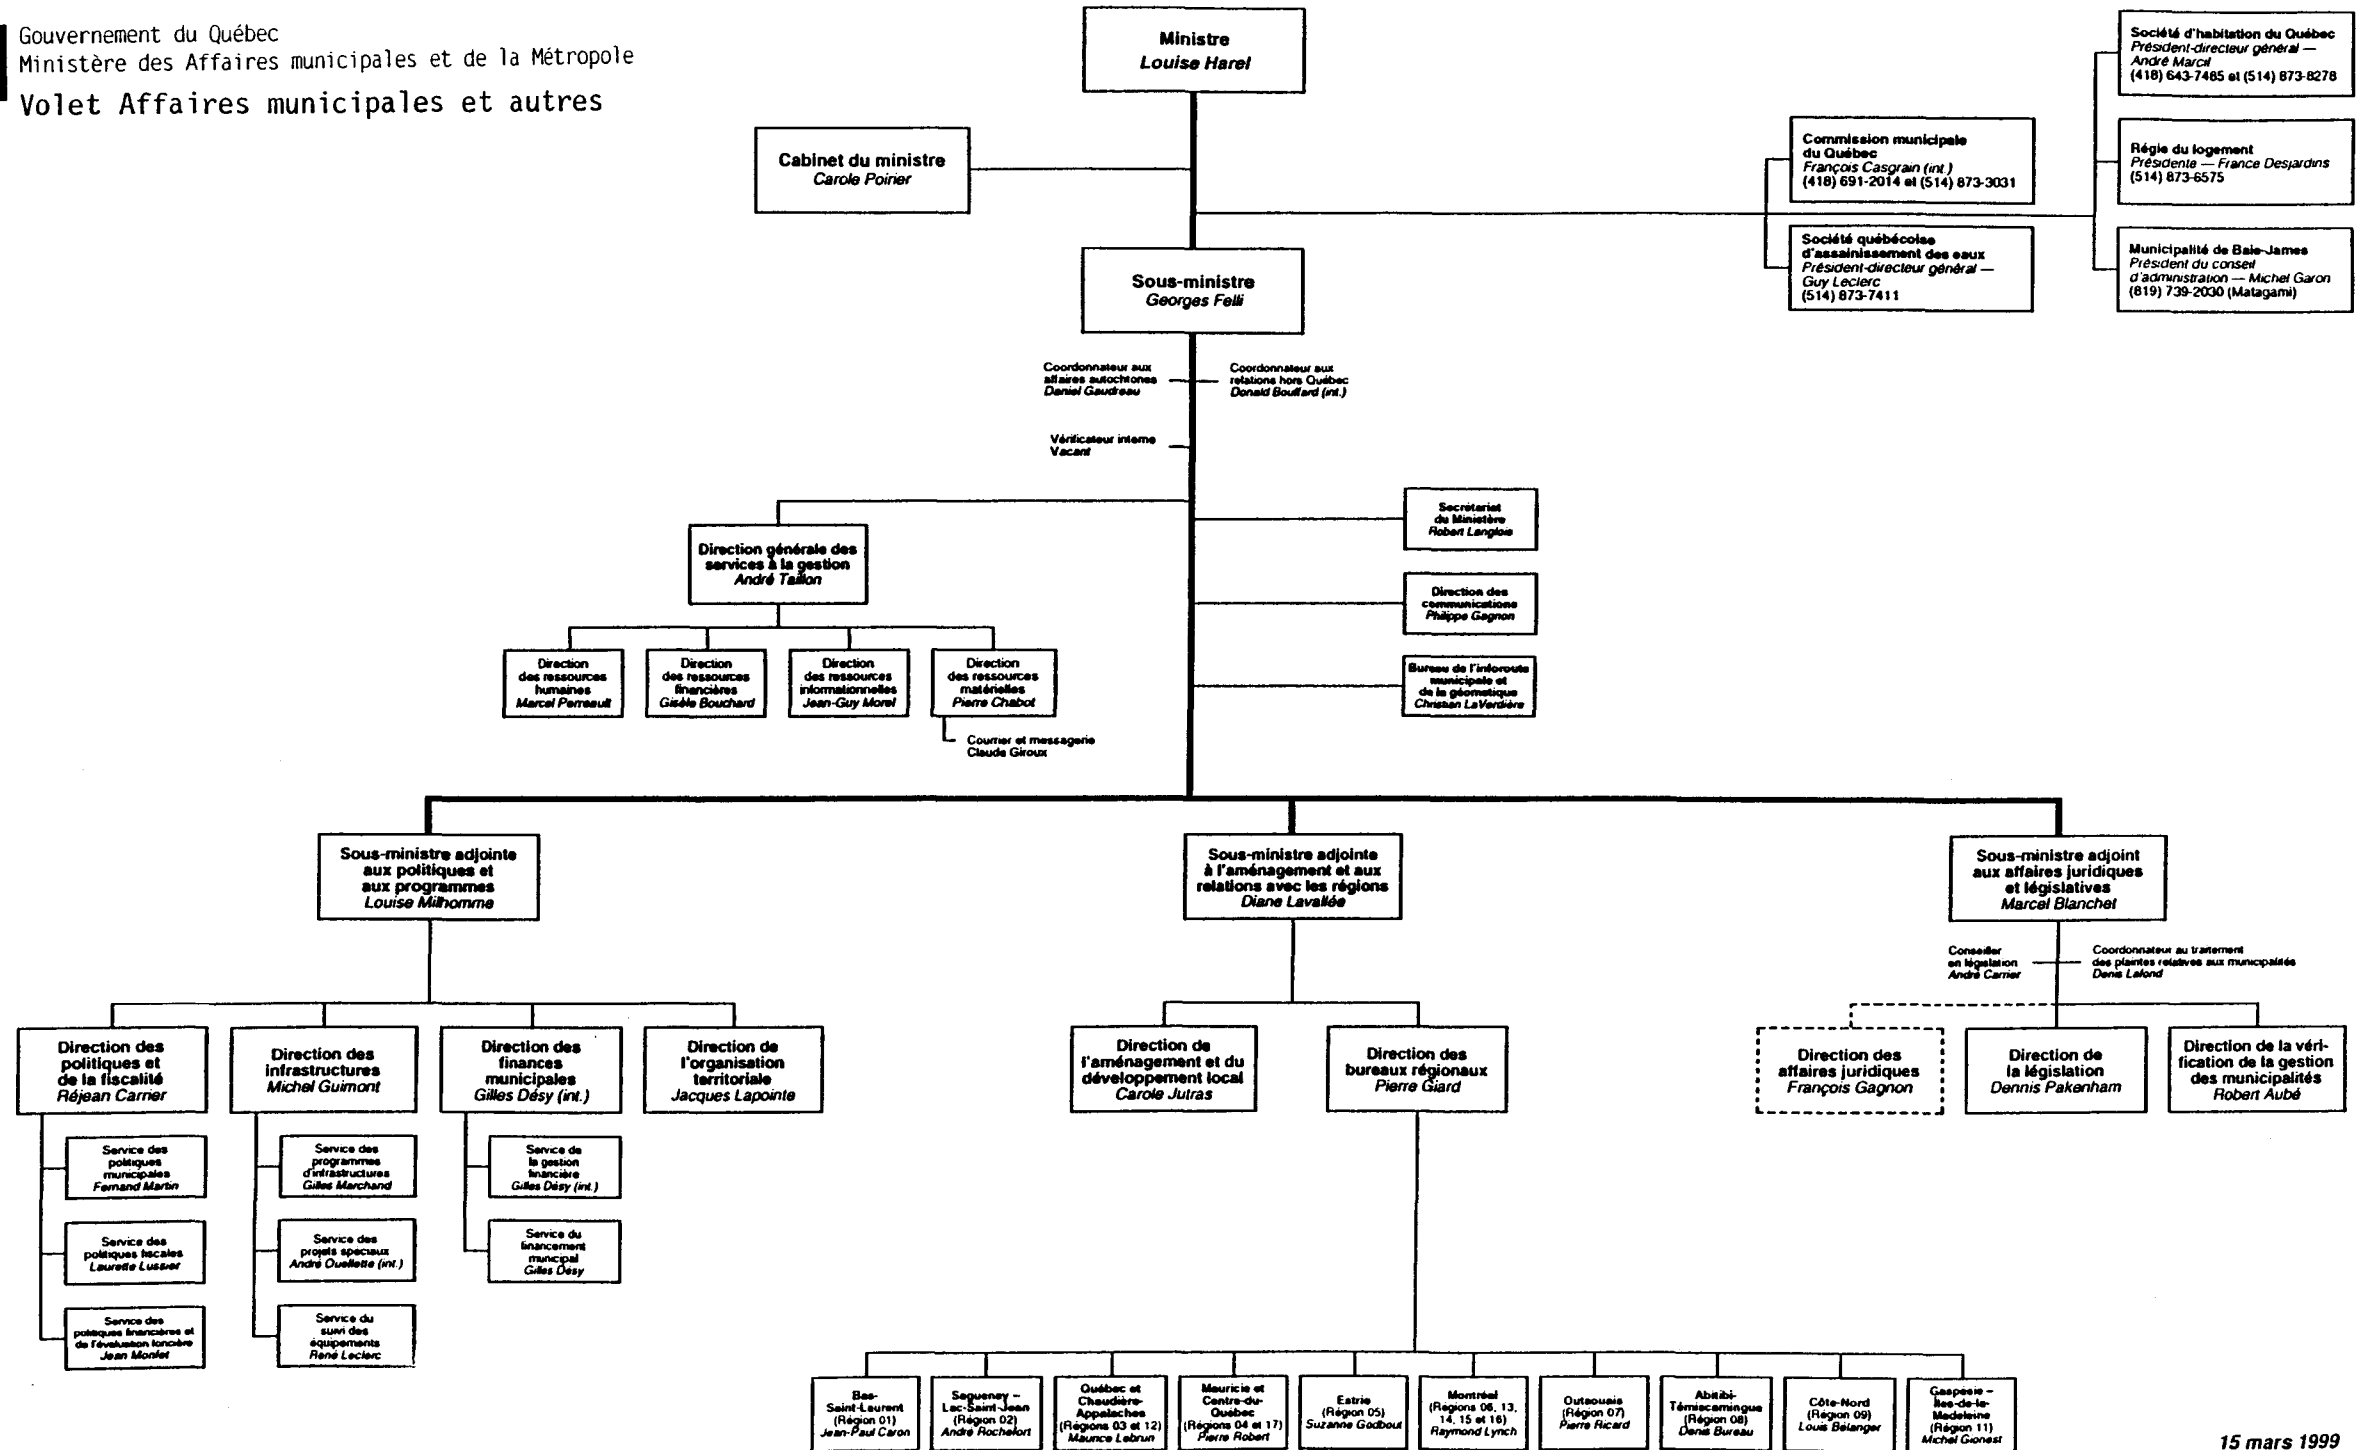 Gouvernement du Québec
Ministère des Affaires municipales et de la Métropole
Volet Affaires municipales et autres
Ministre
Louise Harel
Cabinet du ministre
Carole Poirier
Société d'habitation du Québec
Président-directeur général —
André Marcil
(418) 643-7485 et (514) 873-8278
Commission municipale
du Québec
François Casgrain (int.)
(418) 691-2014 et (514) 873-3031
Régie du logement
Présidente — France Desjardins
(514) 873-6575
Société québécoise
d'assainissement des eaux
Président-directeur général —
Guy Leclerc
(514) 873-7411
Municipalité de Baie-James
Président du conseil
d'administration — Michel Garon
(819) 739-2030 (Matagami)
Sous-ministre
Georges Felli
Coordonnateur aux
affaires autochtones
Daniel Gaudreau
Coordonnateur aux
relations hors Québec
Donald Bouffard (int.)
Vérificateur interne
Vacant
Secrétariat
du Ministère
Robert Langlois
Direction générale des
services à la gestion
André Taillon
Direction des
communications
Philippe Gagnon
Direction
des ressources
humaines
Marcel Perreault
Direction
des ressources
financières
Gisèle Bouchard
Direction
des ressources
informationnelles
Jean-Guy Morel
Direction
des ressources
matérielles
Pierre Chabot
Courrier et messagerie
Claude Giroux
Bureau de l'inforoute
municipale et
de la géomatique
Christian LaVerdière
Sous-ministre adjointe
aux politiques et
aux programmes
Louise Milhomme
Sous-ministre adjointe
à l'aménagement et aux
relations avec les régions
Diane Lavallée
Sous-ministre adjoint
aux affaires juridiques
et législatives
Marcel Blanchet
Conseiller
en législation
André Carrier
Coordonnateur au traitement
des plaintes relatives aux municipalités
Denis Lafond
Direction des
politiques et
de la fiscalité
Réjean Carrier
Direction des
infrastructures
Michel Guimont
Direction des
finances
municipales
Gilles Désy (int.)
Direction de
l'organisation
territoriale
Jacques Lapointe
Direction de
l'aménagement et du
développement local
Carole Jutras
Direction des
bureaux régionaux
Pierre Giard
Direction des
affaires juridiques
François Gagnon
Direction de
la législation
Dennis Pakenham
Direction de la véri-
fication de la gestion
des municipalités
Robert Aubé
Service des
politiques
municipales
Fernand Martin
Service des
programmes
d'infrastructures
Gilles Marchand
Service de
la gestion
financière
Gilles Désy (int.)
Service des
politiques fiscales
Laurette Lussier
Service des
projets spéciaux
André Ouellette (int.)
Service du
financement
municipal
Gilles Désy
Service des
politiques financières et
de l'évaluation foncière
Jean Monfet
Service du
suivi des
équipements
René Leclerc
Bas-
Saint-Laurent
(Région 01)
Jean-Paul Caron
Saguenay –
Lac-Saint-Jean
(Région 02)
André Rochefort
Québec et
Chaudière-
Appalaches
(Régions 03 et 12)
Maurice Lebrun
Mauricie et
Centre-du-
Québec
(Régions 04 et 17)
Pierre Robert
Estrie
(Région 05)
Suzanne Godbout
Montréal
(Régions 06, 13,
14, 15 et 16)
Raymond Lynch
Outaouais
(Région 07)
Pierre Ricard
Abitibi-
Témiscamingue
(Région 08)
Denis Bureau
Côte-Nord
(Région 09)
Louis Bélanger
Gaspésie –
Îles-de-la-
Madeleine
(Région 11)
Michel Gionest
15 mars 1999